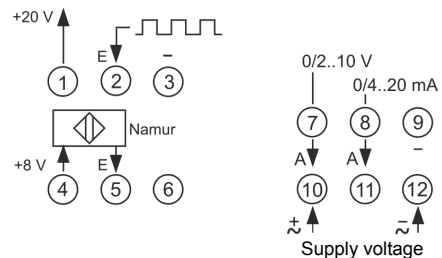 +20 V
E
–
1 2 3
Namur
+8 V
E
4 5 6
0/2..10 V
0/4..20 mA
7 8 9
–
A A
10 11 12
± ~
– ~
Supply voltage